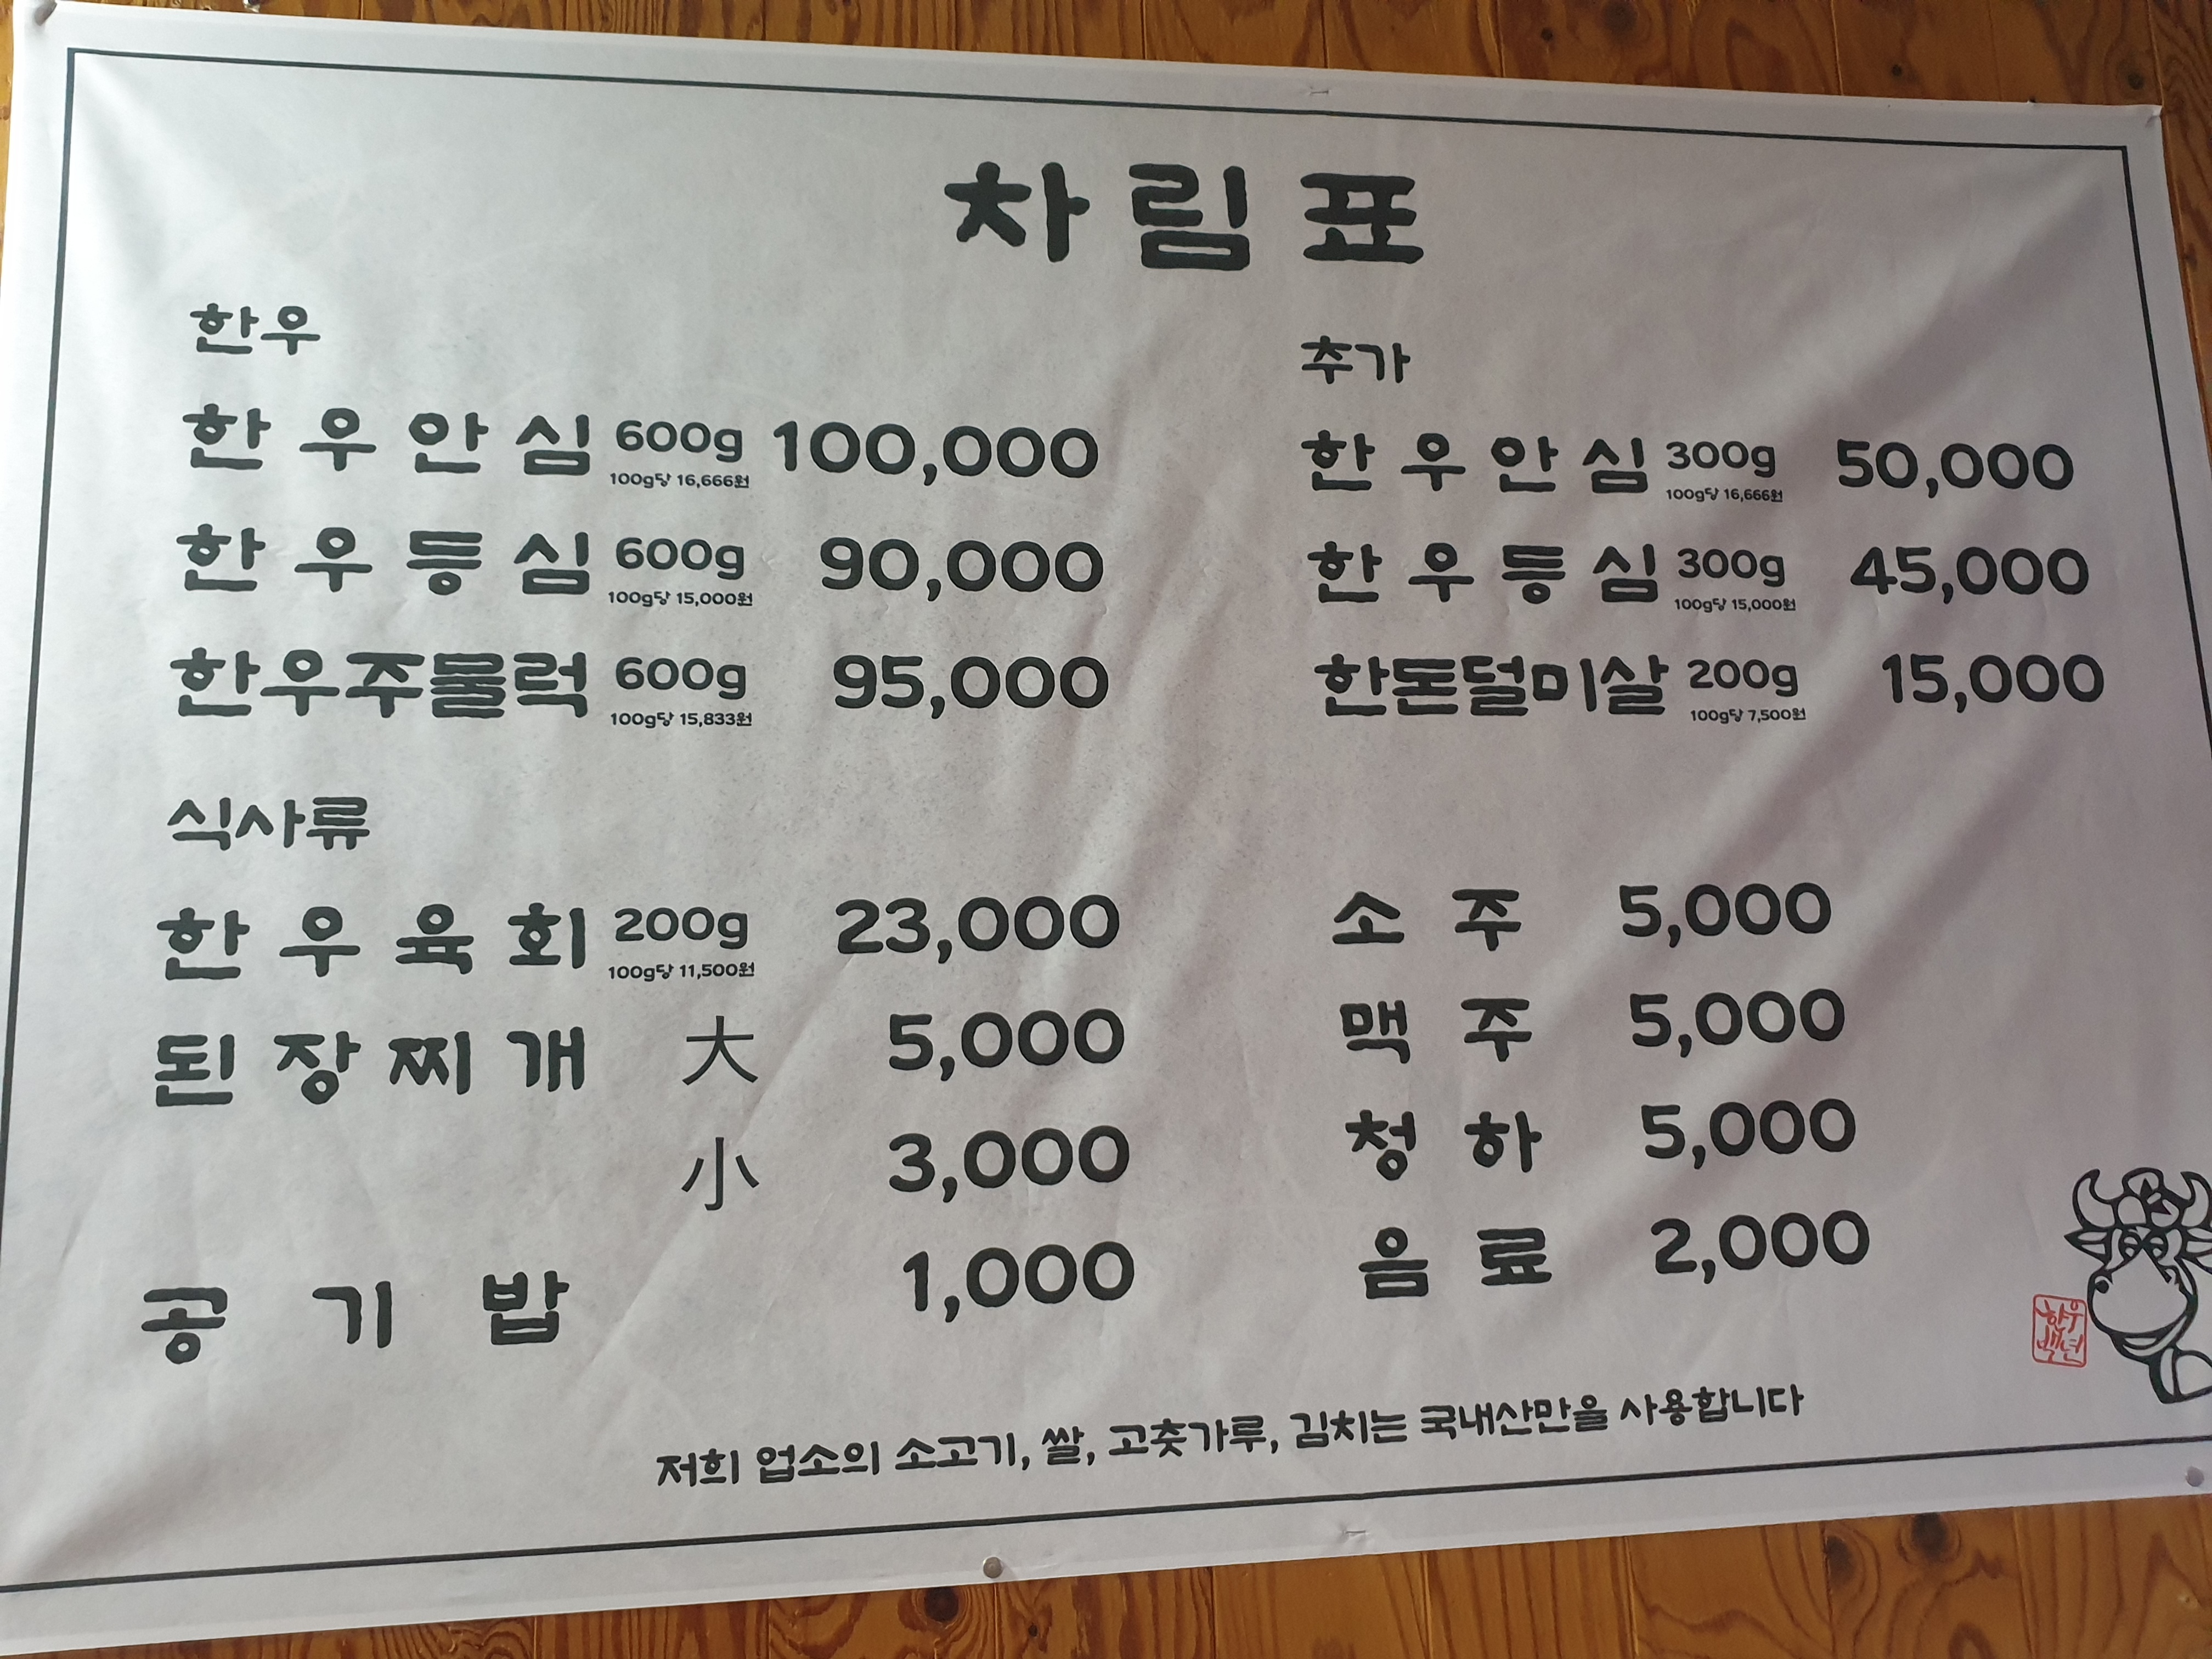 차림표
한우
한우안심 600g 100,000
100g당 16,666원
한우등심 600g 90,000
100g당 15,000원
한우주물럭 600g 95,000
100g당 15,833원
추가
한우안심 300g 50,000
100g당 16,666원
한우등심 300g 45,000
100g당 15,000원
한돈덜미살 200g 15,000
100g당 7,500원
식사류
한우육회 200g 23,000
100g당 11,500원
된장찌개 大 5,000
小 3,000
공기밥 1,000
소주 5,000
맥주 5,000
청하 5,000
음료 2,000
한우
백년
저희 업소의 소고기, 쌀, 고춧가루, 김치는 국내산만을 사용합니다